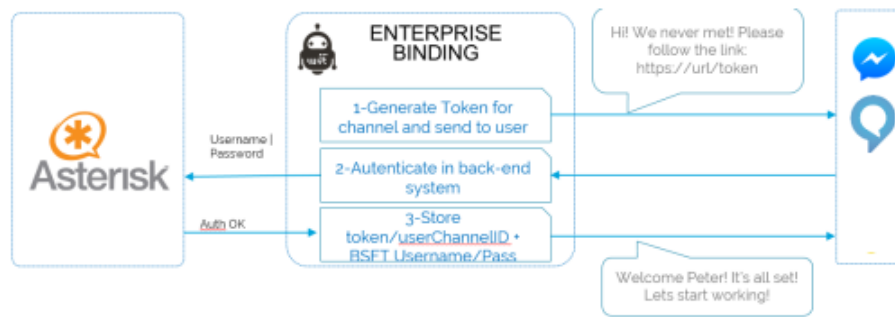 ENTERPRISE
BINDING
Hi! We never met! Please
follow the link:
https://url/token
wit
1-Generate Token for
channel and send to user
Username |
Password
Asterisk
2-Autenticate in back-end
system
Auth OK
3-Store
token/userChannelID +
BSFT Username/Pass
Welcome Peter! It's all set!
Lets start working!